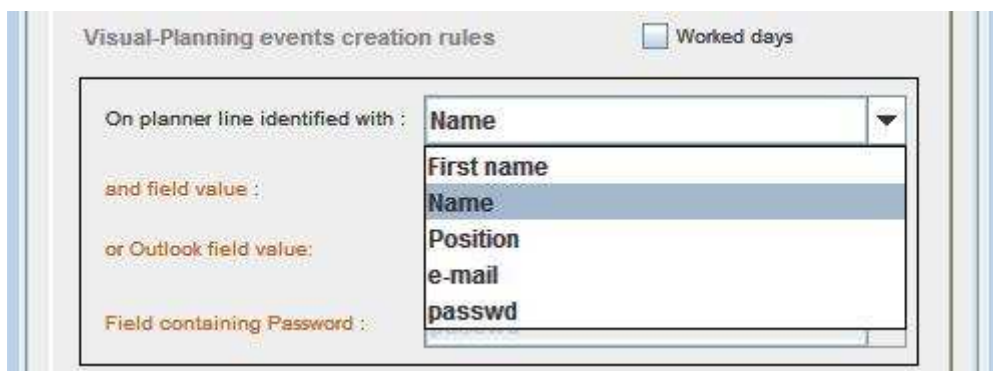 Visual-Planning events creation rules Worked days
On planner line identified with : Name
First name
and field value :
Name
Position
or Outlook field value:
e-mail
passwd
Field containing Password :